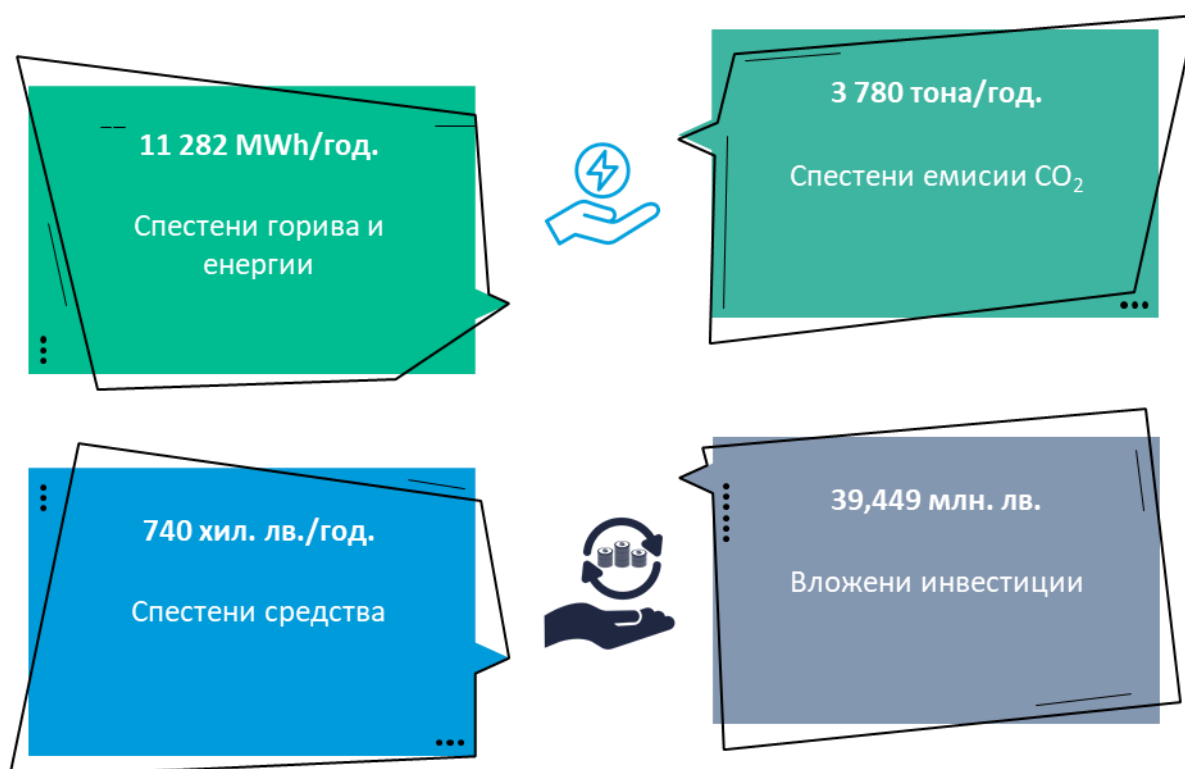 11 282 MWh/год.
Спестени горива и
енергии
3 780 тона/год.
Спестени емисии CO₂
740 хил. лв./год.
Спестени средства
39,449 млн. лв.
Вложени инвестиции